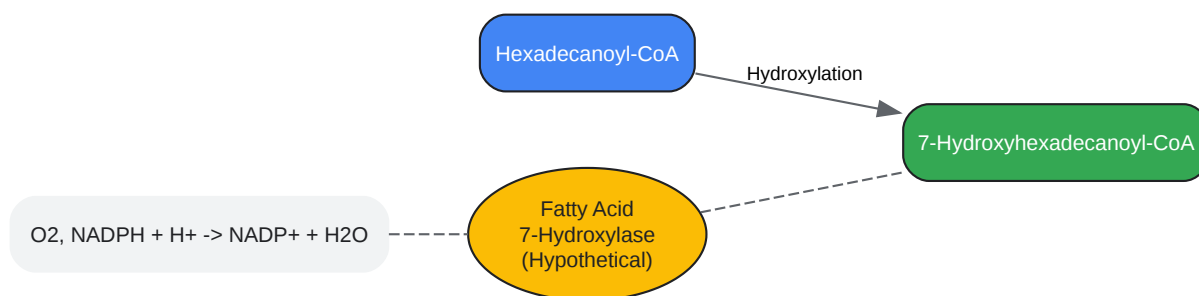 Hexadecanoyl-CoA
Hydroxylation
7-Hydroxyhexadecanoyl-CoA
Fatty Acid
7-Hydroxylase
(Hypothetical)
O2, NADPH + H+ -> NADP+ + H2O